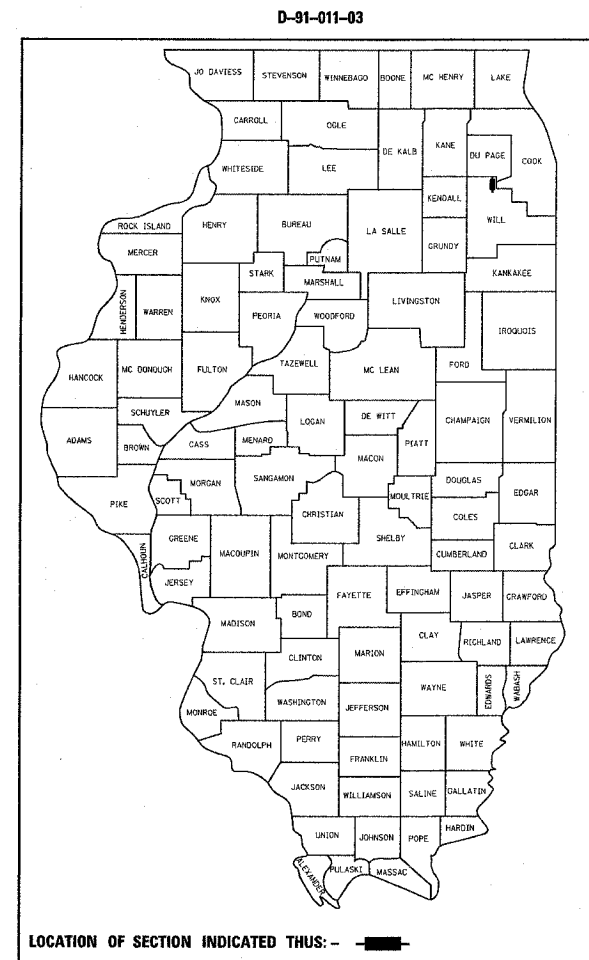 D-91-011-03
JO DAVIESS STEVENSON WINNEBAGO BOONE MC HENRY LAKE
CARROLL OGLE
DE KALB KANE DU PAGE COOK
WHITESIDE LEE
KENDALL WILL
ROCK ISLAND HENRY BUREAU LA SALLE
MERCER PUTNAM GRUNDY
STARK MARSHALL KANKAKEE
HENDERSON WARREN KNOX PEORIA WOODFORD LIVINGSTON IROQUOIS
HANCOCK MC DONOUGH FULTON TAZEWELL MC LEAN FORD
MASON
SCHUYLER LOGAN DE WITT CHAMPAIGN VERMILION
ADAMS BROWN CASS MENARD MACON PIATT
PIKE SCOTT MORGAN SANGAMON MOULTRIE DOUGLAS EDGAR
CHRISTIAN COLES
CALHOUN GREENE MACOUPIN MONTGOMERY SHELBY CUMBERLAND CLARK
JERSEY
FAYETTE EFFINGHAM JASPER CRAWFORD
MADISON BOND
CLAY RICHLAND LAWRENCE
CLINTON MARION
ST. CLAIR WAYNE EDWARDS WABASH
WASHINGTON JEFFERSON
MONROE
RANDOLPH PERRY HAMILTON WHITE
FRANKLIN
JACKSON WILLIAMSON SALINE GALLATIN
UNION JOHNSON POPE HARDIN
ALEXANDER PULASKI MASSAC
LOCATION OF SECTION INDICATED THUS: -